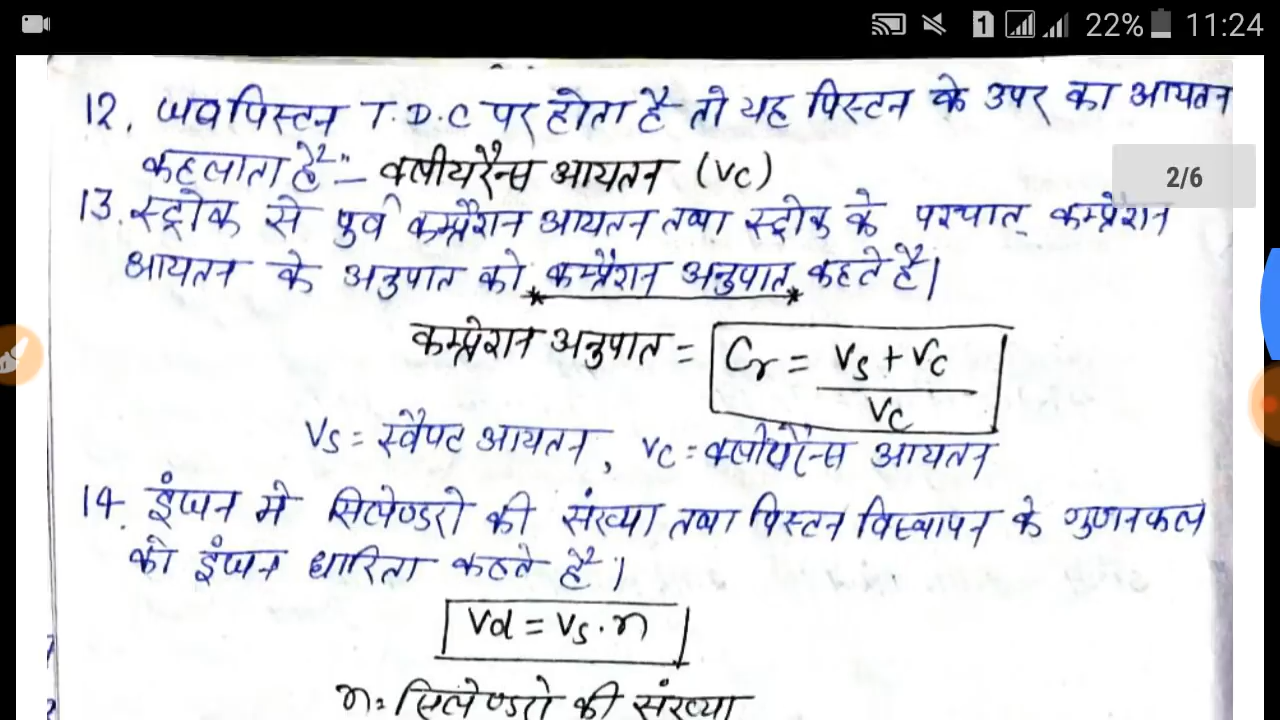 22% 11:24
12. जब पिस्टन T.D.C पर होता है तो यह पिस्टन के उपर का आयतन
कहलाता है:- क्लीयरैन्स आयतन (Vc)
2/6
13. स्ट्रोक से पुर्व कम्प्रैशन आयतन तथा स्ट्रोक के पश्चात् कम्प्रेशन
आयतन के अनुपात को कम्प्रैशन अनुपात कहते है।
कम्प्रेशन अनुपात = Cr = Vs + Vc
Vc
Vs = स्वैप्ट आयतन, Vc = क्लीयरैन्स आयतन
14. इंजन मे सिलेण्डरो की संख्या तथा पिस्टन विस्थापन के गुणनफल
को इंजन धारिता कहते है।
Vd = Vs . n
n = सिलेण्डरो की संख्या